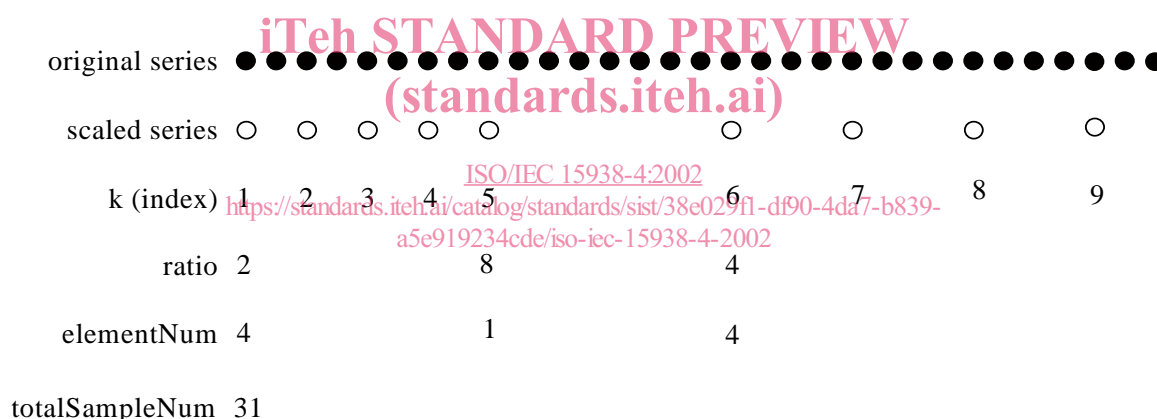 iTeh STANDARD PREVIEW
original series
(standards.iteh.ai)
scaled series
ISO/IEC 15938-4:2002
k (index) 1 2 3 4 5 6 7 8 9
https://standards.iteh.ai/catalog/standards/sist/38e029f1-df90-4da7-b839-
a5e919234cde/iso-iec-15938-4-2002
ratio 2 8 4
elementNum 4 1 4
totalSampleNum 31